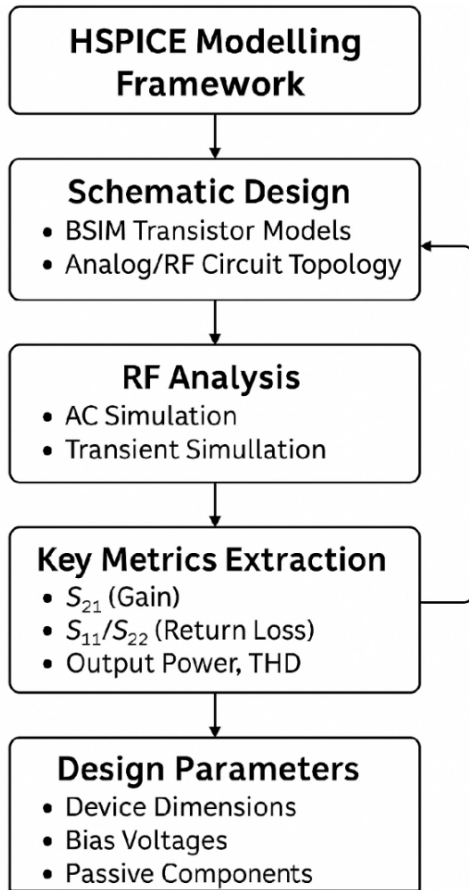 HSPICE Modelling
Framework
Schematic Design
• BSIM Transistor Models
• Analog/RF Circuit Topology
RF Analysis
• AC Simulation
• Transient Simullation
Key Metrics Extraction
• S₂₁ (Gain)
• S₁₁/S₂₂ (Return Loss)
• Output Power, THD
Design Parameters
• Device Dimensions
• Bias Voltages
• Passive Components